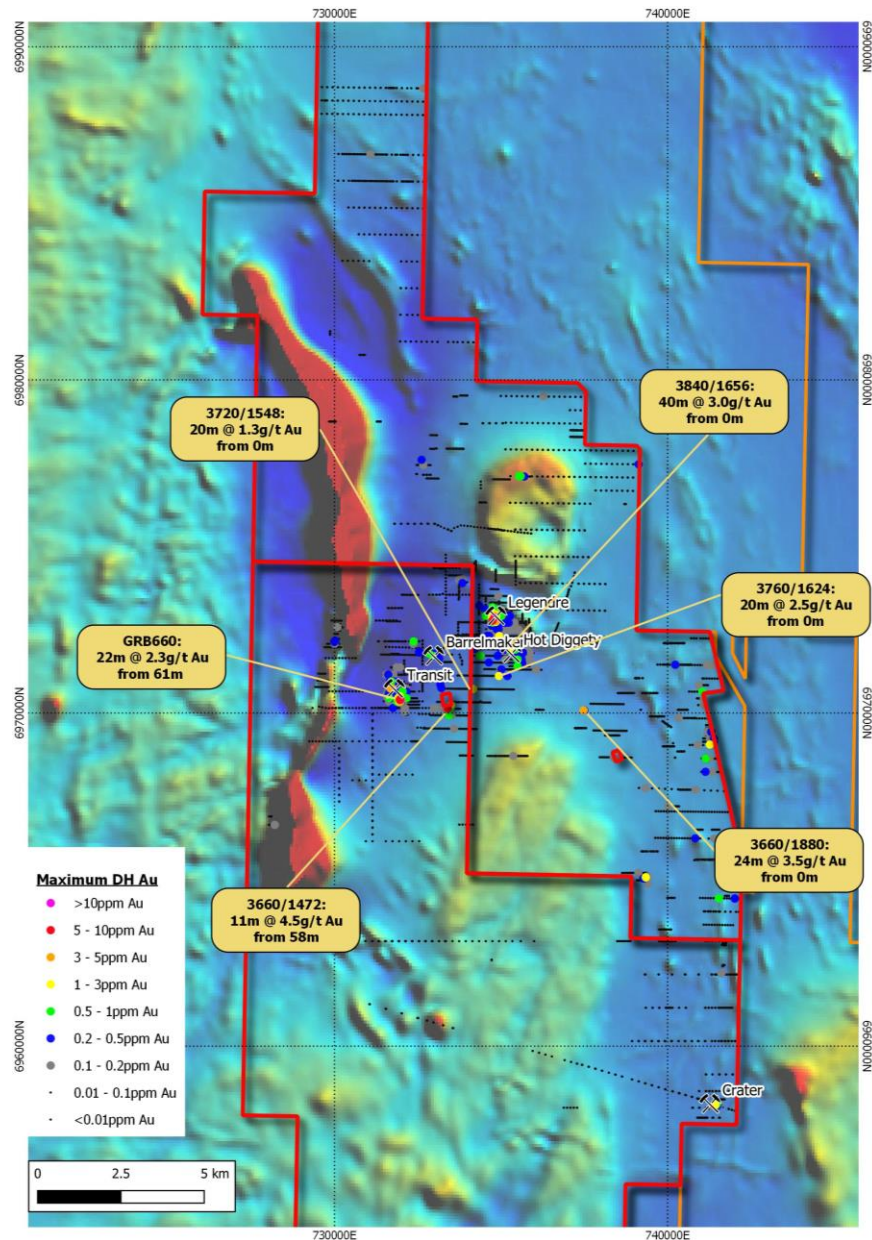 730000E
740000E
6990000N
6990000N
6980000N
6980000N
3840/1656:
40m @ 3.0g/t Au
from 0m
3720/1548:
20m @ 1.3g/t Au
from 0m
3760/1624:
20m @ 2.5g/t Au
from 0m
Legendre
Barrelmaker
Hot Diggety
GRB660:
22m @ 2.3g/t Au
from 61m
Transit
6970000N
6970000N
3660/1880:
24m @ 3.5g/t Au
from 0m
3660/1472:
11m @ 4.5g/t Au
from 58m
Maximum DH Au
>10ppm Au
5 - 10ppm Au
3 - 5ppm Au
1 - 3ppm Au
0.5 - 1ppm Au
0.2 - 0.5ppm Au
0.1 - 0.2ppm Au
0.01 - 0.1ppm Au
<0.01ppm Au
6960000N
6960000N
Crater
0 2.5 5 km
730000E
740000E